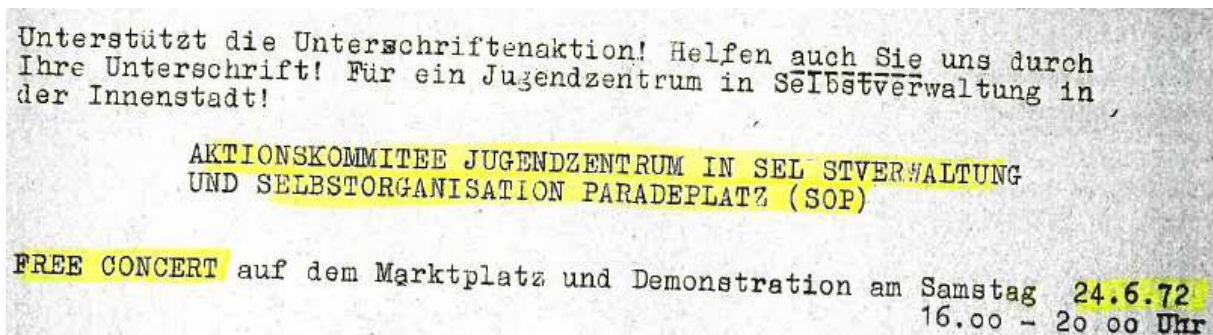 Unterstützt die Unterschriftenaktion! Helfen auch Sie uns durch
Ihre Unterschrift! Für ein Jugendzentrum in Selbstverwaltung in
der Innenstadt!
AKTIONSKOMMITEE JUGENDZENTRUM IN SEL STVERWALTUNG
UND SELBSTORGANISATION PARADEPLATZ (SOP)
FREE CONCERT auf dem Marktplatz und Demonstration am Samstag 24.6.72
16.oo - 20 oo Uhr